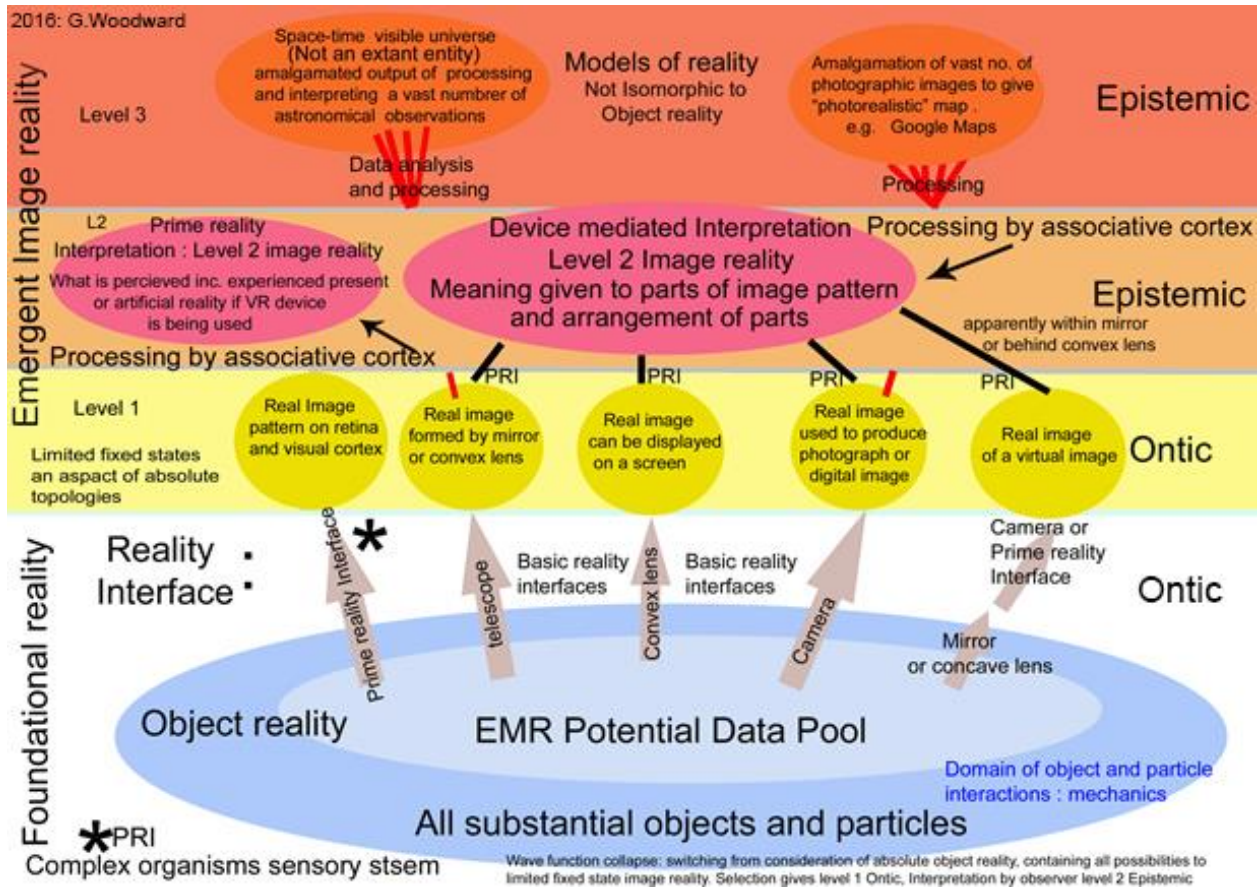 2016: G.Woodward
Emergent Image reality
Level 3
Space-time visible universe
(Not an extant entity)
amalgamated output of processing
and interpreting a vast numbrer of
astronomical observations
Models of reality
Not Isomorphic to
Object reality
Amalgamation of vast no. of
photographic images to give
"photorealistic" map .
e.g. Google Maps
Epistemic
Data analysis
and processing
Processing
L2
Prime reality
Interpretation : Level 2 image reality
What is percieved inc. experienced present
or artificial reality if VR device
is being used
Processing by associative cortex
Device mediated Interpretation
Level 2 Image reality
Meaning given to parts of image pattern
and arrangement of parts
Processing by associative cortex
Epistemic
apparently within mirror
or behind convex lens
PRI
PRI
PRI
PRI
Level 1
Limited fixed states
an aspact of absolute
topologies
Real Image
pattern on retina
and visual cortex
Real image
formed by mirror
or convex lens
Real image
can be displayed
on a screen
Real image
used to produce
photograph or
digital image
Real image
of a virtual image
Ontic
Foundational reality
Reality :
Interface :
Prime reality Interface
*
telescope
Basic reality
interfaces
Convex lens
Basic reality
interfaces
Camera
Camera or
Prime reality
Interface
Mirror
or concave lens
Ontic
Object reality
EMR Potential Data Pool
Domain of object and particle
interactions : mechanics
All substantial objects and particles
*PRI
Complex organisms sensory stsem
Wave function collapse: switching from consideration of absolute object reality, containing all possibilities to
limited fixed state image reality. Selection gives level 1 Ontic, Interpretation by observer level 2 Epistemic